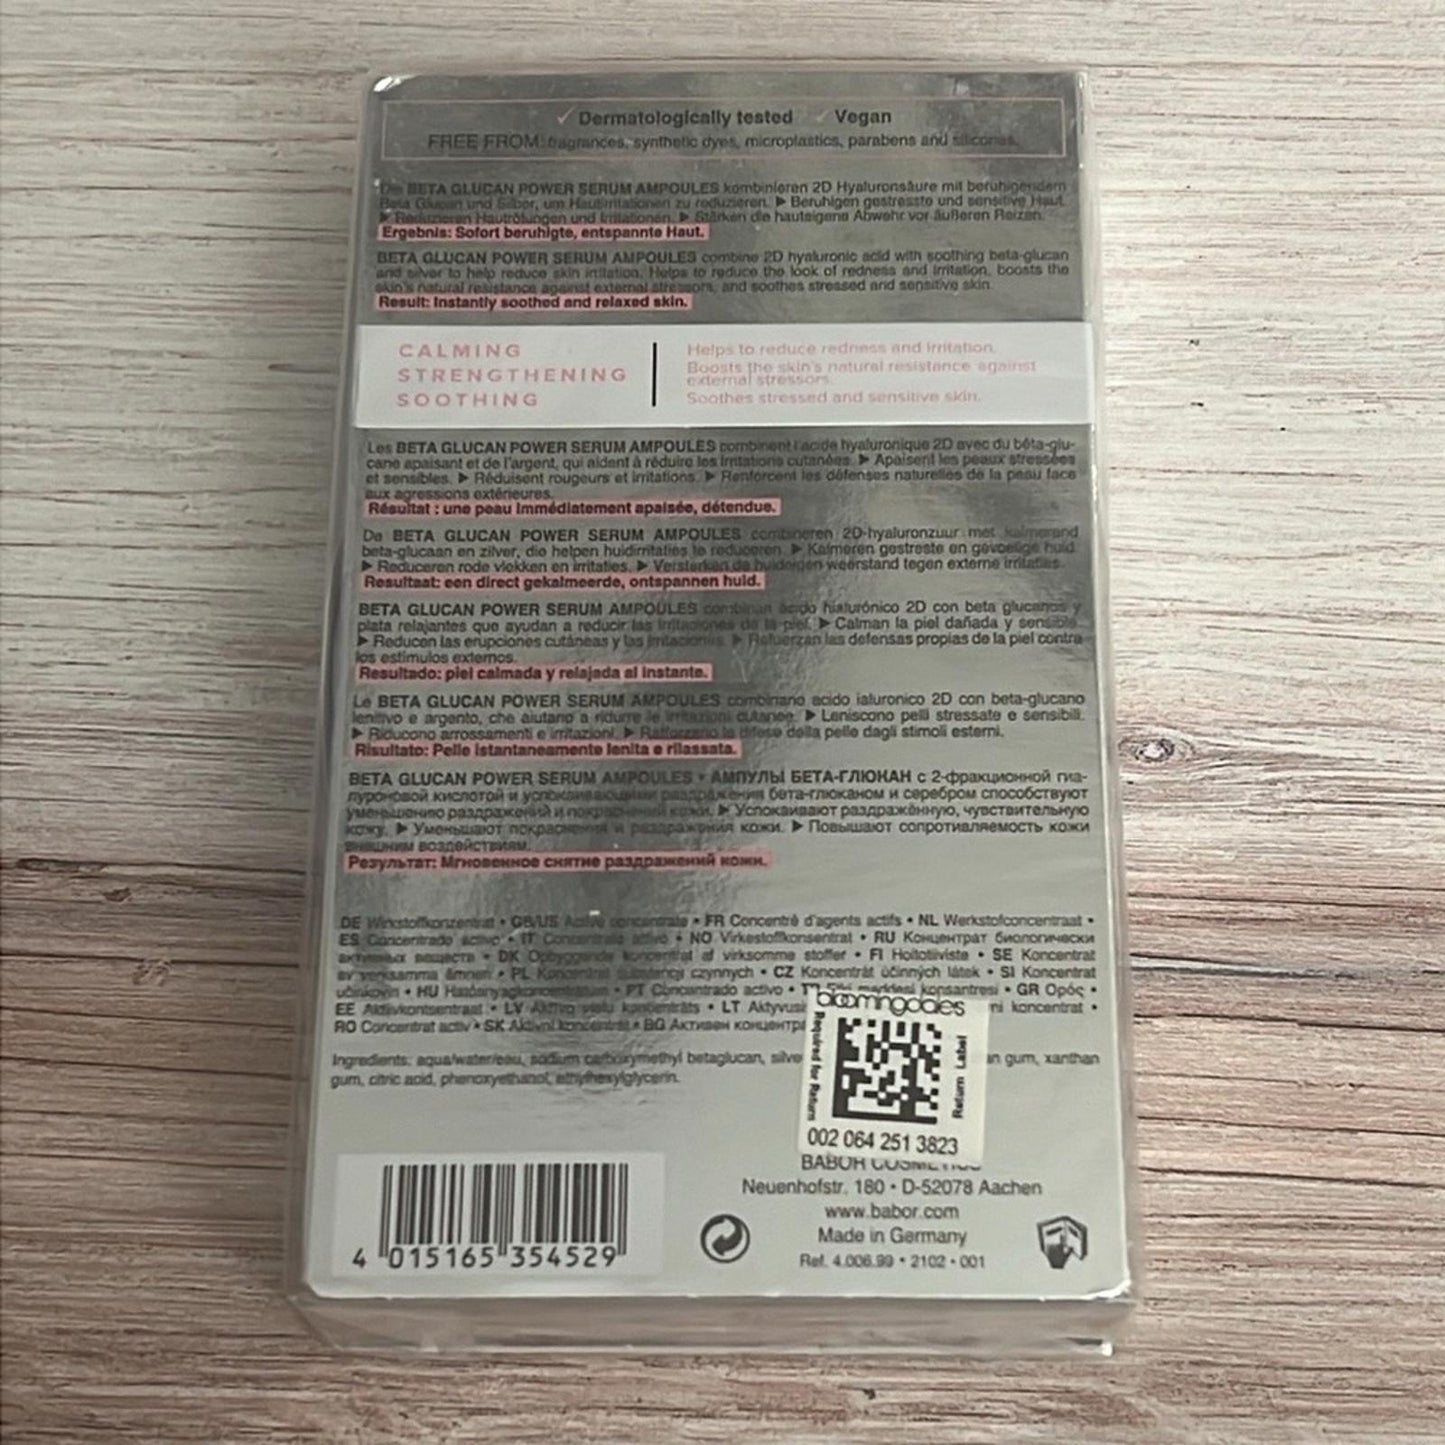 ✓ Dermatologically tested ✓ Vegan
FREE FROM: fragrances, synthetic dyes, microplastics, parabens and silicones.
Die BETA GLUCAN POWER SERUM AMPOULES kombinieren 2D Hyaluronsäure mit beruhigendem
Beta Glucan und Silber, um Hautirritationen zu reduzieren. ▶ Beruhigen gestresste und sensitive Haut.
▶ Reduzieren Hautrötungen und Irritationen. ▶ Stärken die hauteigene Abwehr vor äußeren Reizen.
Ergebnis: Sofort beruhigte, entspannte Haut.
BETA GLUCAN POWER SERUM AMPOULES combine 2D hyaluronic acid with soothing beta-glucan
and silver to help reduce skin irritation. Helps to reduce the look of redness and irritation, boosts the
skin's natural resistance against external stressors, and soothes stressed and sensitive skin.
Result: Instantly soothed and relaxed skin.
CALMING
STRENGTHENING
SOOTHING
Helps to reduce redness and irritation.
Boosts the skin's natural resistance against
external stressors.
Soothes stressed and sensitive skin.
Les BETA GLUCAN POWER SERUM AMPOULES combinent l'acide hyaluronique 2D avec du bêta-glu-
cane apaisant et de l'argent, qui aident à réduire les irritations cutanées. ▶ Apaisent les peaux stressées
et sensibles. ▶ Réduisent rougeurs et irritations. ▶ Renforcent les défenses naturelles de la peau face
aux agressions extérieures.
Résultat : une peau immédiatement apaisée, détendue.
De BETA GLUCAN POWER SERUM AMPOULES combineren 2D-hyaluronzuur met kalmerend
beta-glucaan en zilver, die helpen huidirritaties te reduceren. ▶ Kalmeren gestreste en gevoelige huid.
▶ Reduceren rode vlekken en irritaties. ▶ Versterken de huideigen weerstand tegen externe irritaties.
Resultaat: een direct gekalmeerde, ontspannen huid.
BETA GLUCAN POWER SERUM AMPOULES combinan ácido hialurónico 2D con beta glucanos y
plata relajantes que ayudan a reducir las irritaciones de la piel. ▶ Calman la piel dañada y sensible.
▶ Reducen las erupciones cutáneas y las irritaciones. ▶ Refuerzan las defensas propias de la piel contra
los estímulos externos.
Resultado: piel calmada y relajada al instante.
Le BETA GLUCAN POWER SERUM AMPOULES combinano acido ialuronico 2D con beta-glucano
lenitivo e argento, che aiutano a ridurre le irritazioni cutanee. ▶ Leniscono pelli stressate e sensibili.
▶ Riducono arrossamenti e irritazioni. ▶ Rafforzano le difese della pelle dagli stimoli esterni.
Risultato: Pelle istantaneamente lenita e rilassata.
BETA GLUCAN POWER SERUM AMPOULES • АМПУЛЫ БЕТА-ГЛЮКАН с 2-фракционной гиа-
луроновой кислотой и успокаивающими раздражения бета-глюканом и серебром способствуют
уменьшению раздражений и покраснений кожи. ▶ Успокаивают раздражённую, чувствительную
кожу. ▶ Уменьшают покраснения и раздражения кожи. ▶ Повышают сопротивляемость кожи
внешним воздействиям.
Результат: Мгновенное снятие раздражений кожи.
DE Wirkstoffkonzentrat • GB/US Active concentrate • FR Concentré d'agents actifs • NL Werkstofconcentraat •
ES Concentrado activo • IT Concentrato attivo • NO Virkestoffkonsentrat • RU Концентрат биологически
активных веществ • DK Opbyggende koncentrat af virksomme stoffer • FI Hoitotiiviste • SE Koncentrat
av verksamma ämnen • PL Koncentrat substancji czynnych • CZ Koncentrát účinných látek • SI Koncentrat
učinkovin • HU Hatóanyagkoncentrátum • PT Concentrado activo • konsantresi • GR Ορός •
EE Aktiivkontsentraat • LV Aktīvo vielu koncentrāts • LT koncentrat •
RO Concentrat activ • SK Aktívní koncentrát • BG Активен
Ingredients: aqua/water/eau, sodium carboxymethyl betaglucan, gum, xanthan
gum, citric acid, phenoxyethanol, ethylhexylglycerin.
bloomingdales
Required for Return
Return Label
002 064 251 3823
BABOR COSMETICS
Neuenhofstr. 180 • D-52078 Aachen
www.babor.com
Made in Germany
Ref. 4.006.99 • 2102 • 001
4 015165 354529